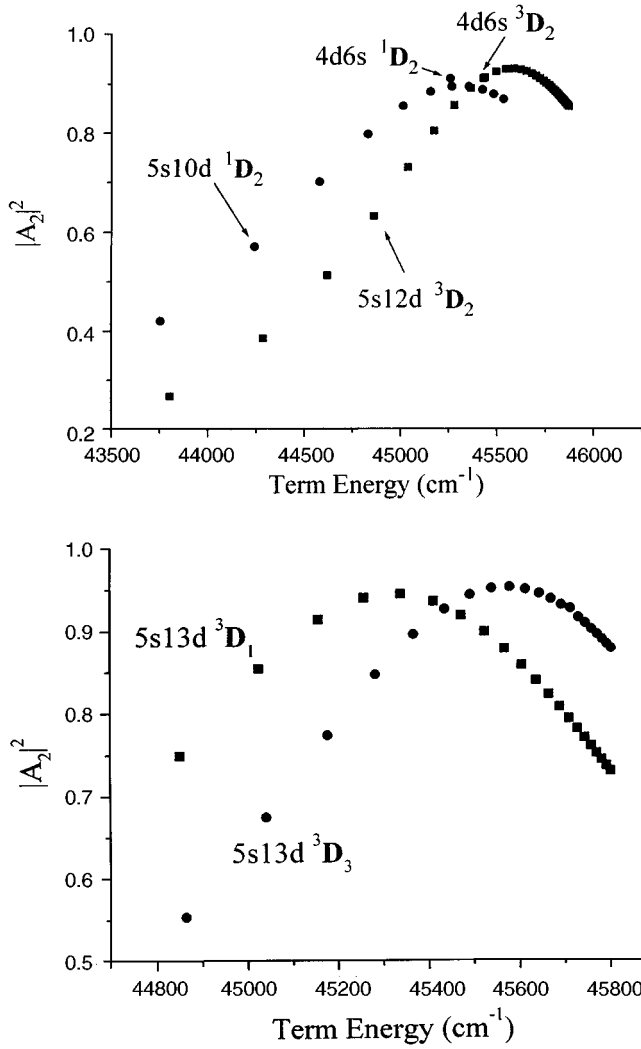 4d6s ³D₂
1.0
4d6s ¹D₂
0.8
5s10d ¹D₂
|A₂|²
0.6
5s12d ³D₂
0.4
0.2
43500 44000 44500 45000 45500 46000
Term Energy (cm⁻¹)
1.0
0.9
5s13d ³D₁
0.8
|A₂|²
0.7
5s13d ³D₃
0.6
0.5
44800 45000 45200 45400 45600 45800
Term Energy (cm⁻¹)